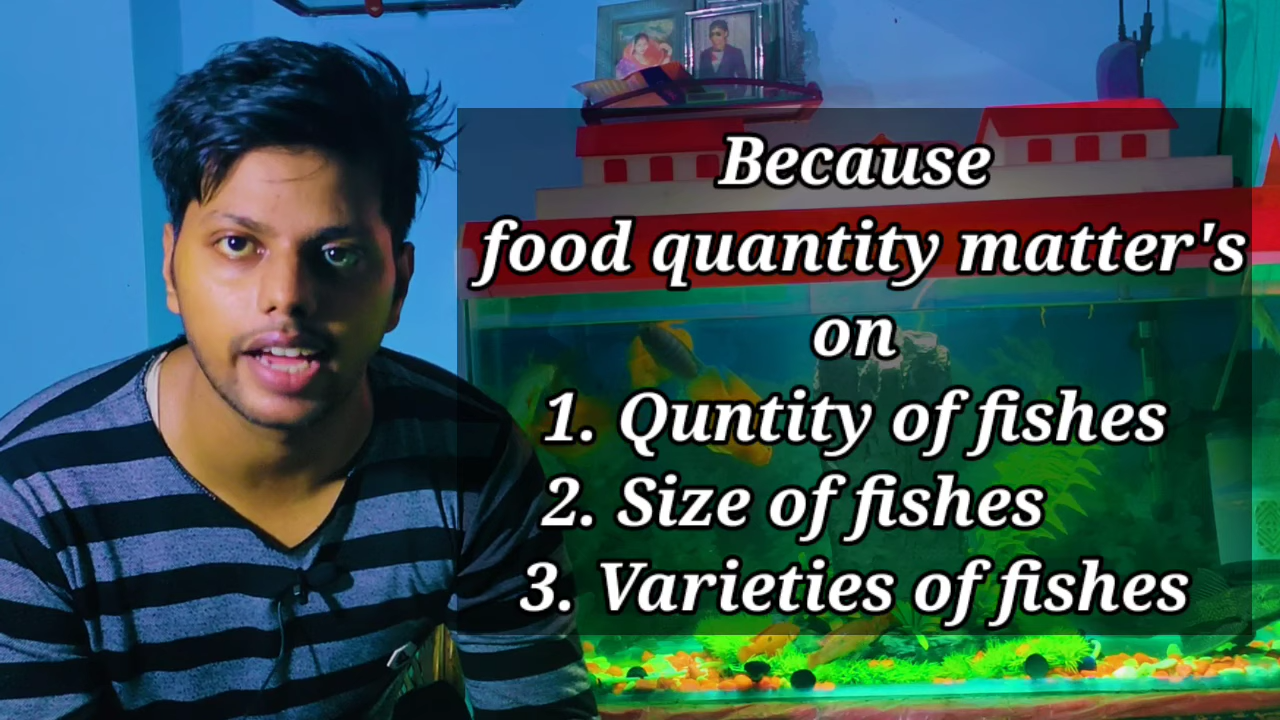 Because
food quantity matter's
on
1. Quntity of fishes
2. Size of fishes
3. Varieties of fishes